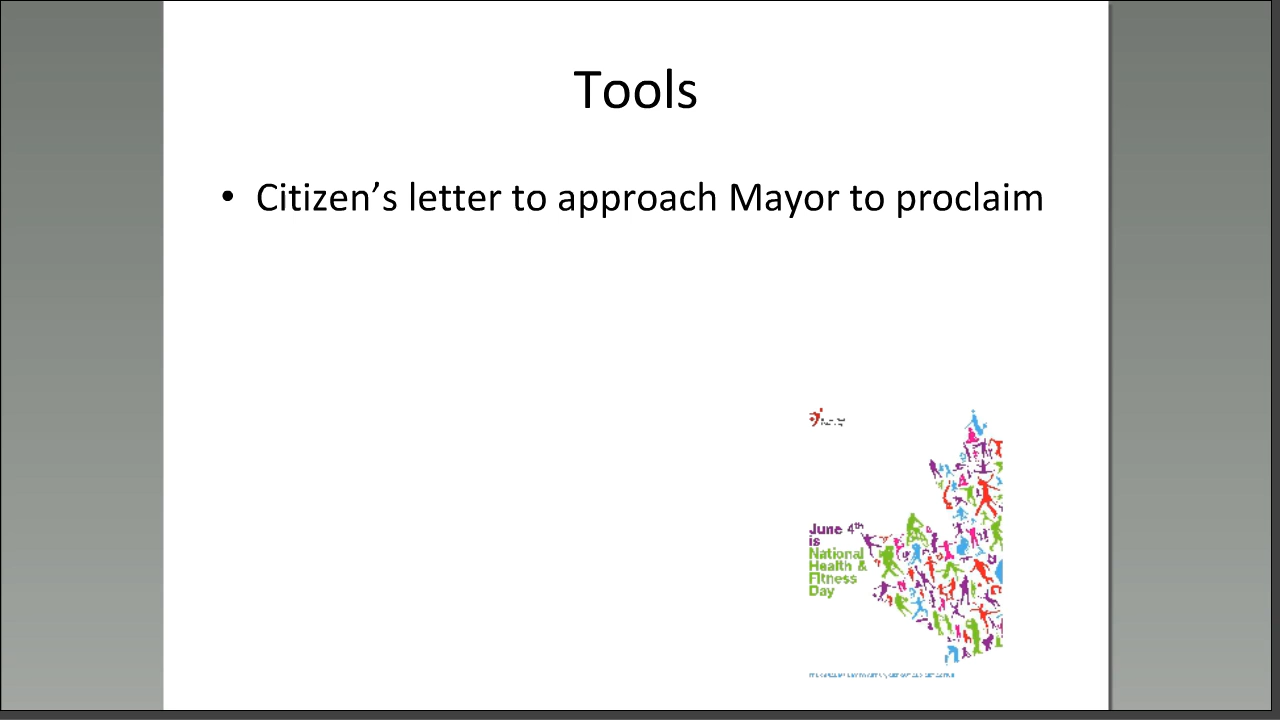 Tools
• Citizen’s letter to approach Mayor to proclaim
June 4th
is
National
Health &
Fitness
Day